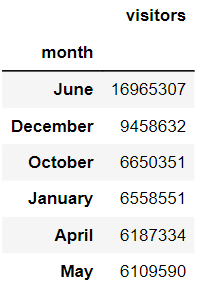 visitors
month
June 16965307
December 9458632
October 6650351
January 6558551
April 6187334
May 6109590